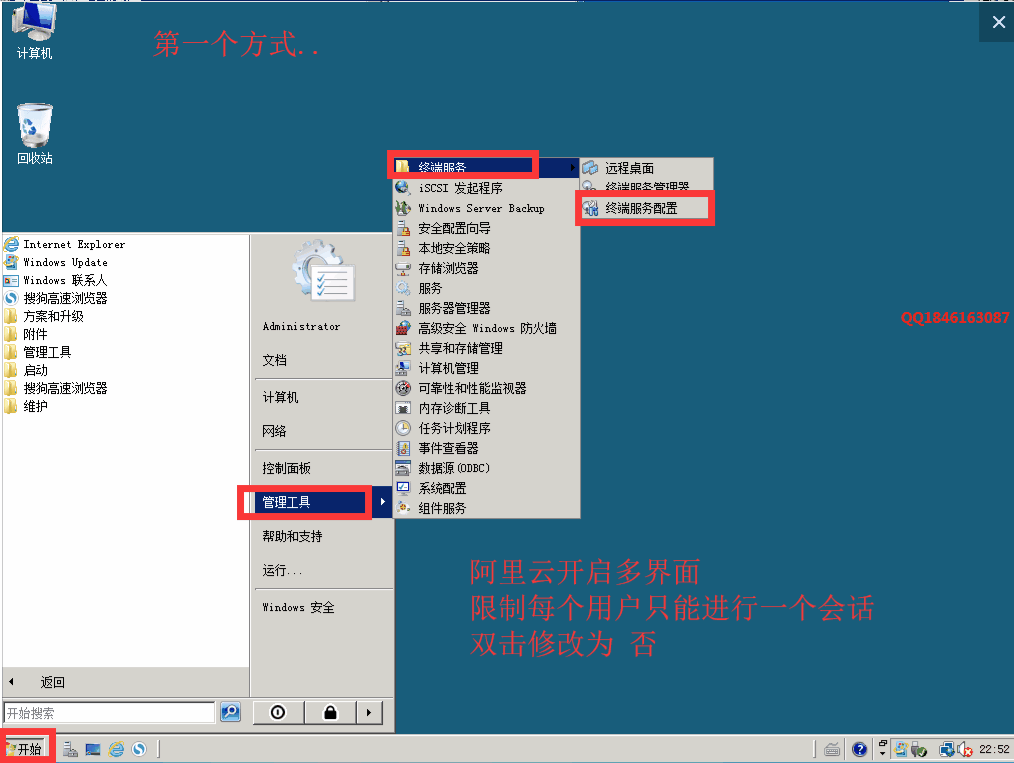 计算机
第一个方式..
回收站
终端服务
iSCSI 发起程序
Windows Server Backup
安全配置向导
本地安全策略
存储浏览器
服务
服务器管理器
高级安全 Windows 防火墙
共享和存储管理
计算机管理
可靠性和性能监视器
内存诊断工具
任务计划程序
事件查看器
数据源(ODBC)
系统配置
组件服务
远程桌面
终端服务管理器
终端服务配置
Internet Explorer
Windows Update
Windows 联系人
搜狗高速浏览器
方案和升级
附件
管理工具
启动
搜狗高速浏览器
维护
Administrator
文档
计算机
网络
控制面板
管理工具
帮助和支持
运行...
Windows 安全
QQ1846163087
阿里云开启多界面
限制每个用户只能进行一个会话
双击修改为 否
返回
开始搜索
开始
22:52